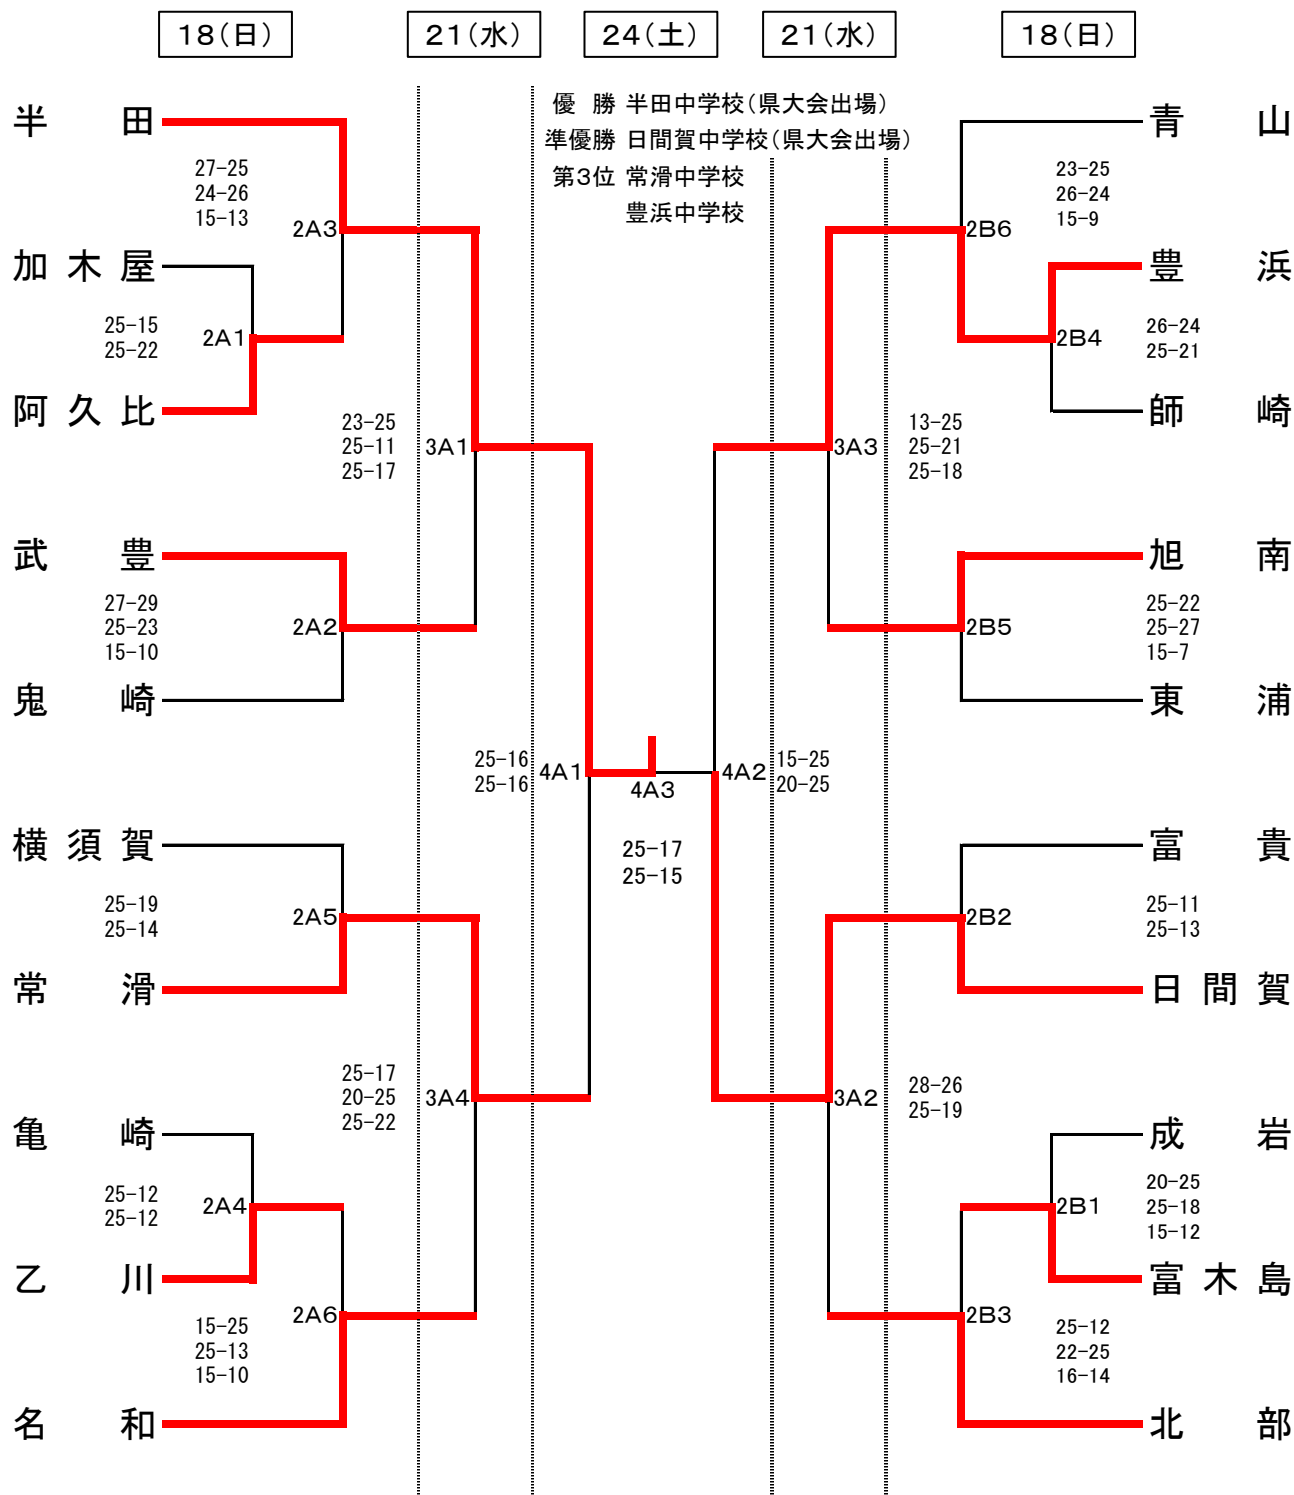 18(日) 21(水) 24(土) 21(水) 18(日)
優 勝 半田中学校(県大会出場)
準優勝 日間賀中学校(県大会出場)
第3位 常滑中学校
豊浜中学校
半 田
27-25
24-26
15-13
2A3
加 木 屋
25-15
25-22
2A1
阿 久 比
23-25
25-11
25-17
3A1
武 豊
27-29
25-23
15-10
2A2
鬼 崎
25-16
25-16
4A1
横 須 賀
25-19
25-14
2A5
常 滑
25-17
20-25
25-22
3A4
亀 崎
25-12
25-12
2A4
乙 川
2A6
15-25
25-13
15-10
名 和
4A3
25-17
25-15
青 山
23-25
26-24
15-9
2B6
豊 浜
26-24
25-21
2B4
師 崎
3A3
13-25
25-21
25-18
旭 南
25-22
25-27
15-7
2B5
東 浦
4A2
15-25
20-25
富 貴
25-11
25-13
2B2
日 間 賀
3A2
28-26
25-19
成 岩
20-25
25-18
15-12
2B1
富 木 島
2B3
25-12
22-25
16-14
北 部